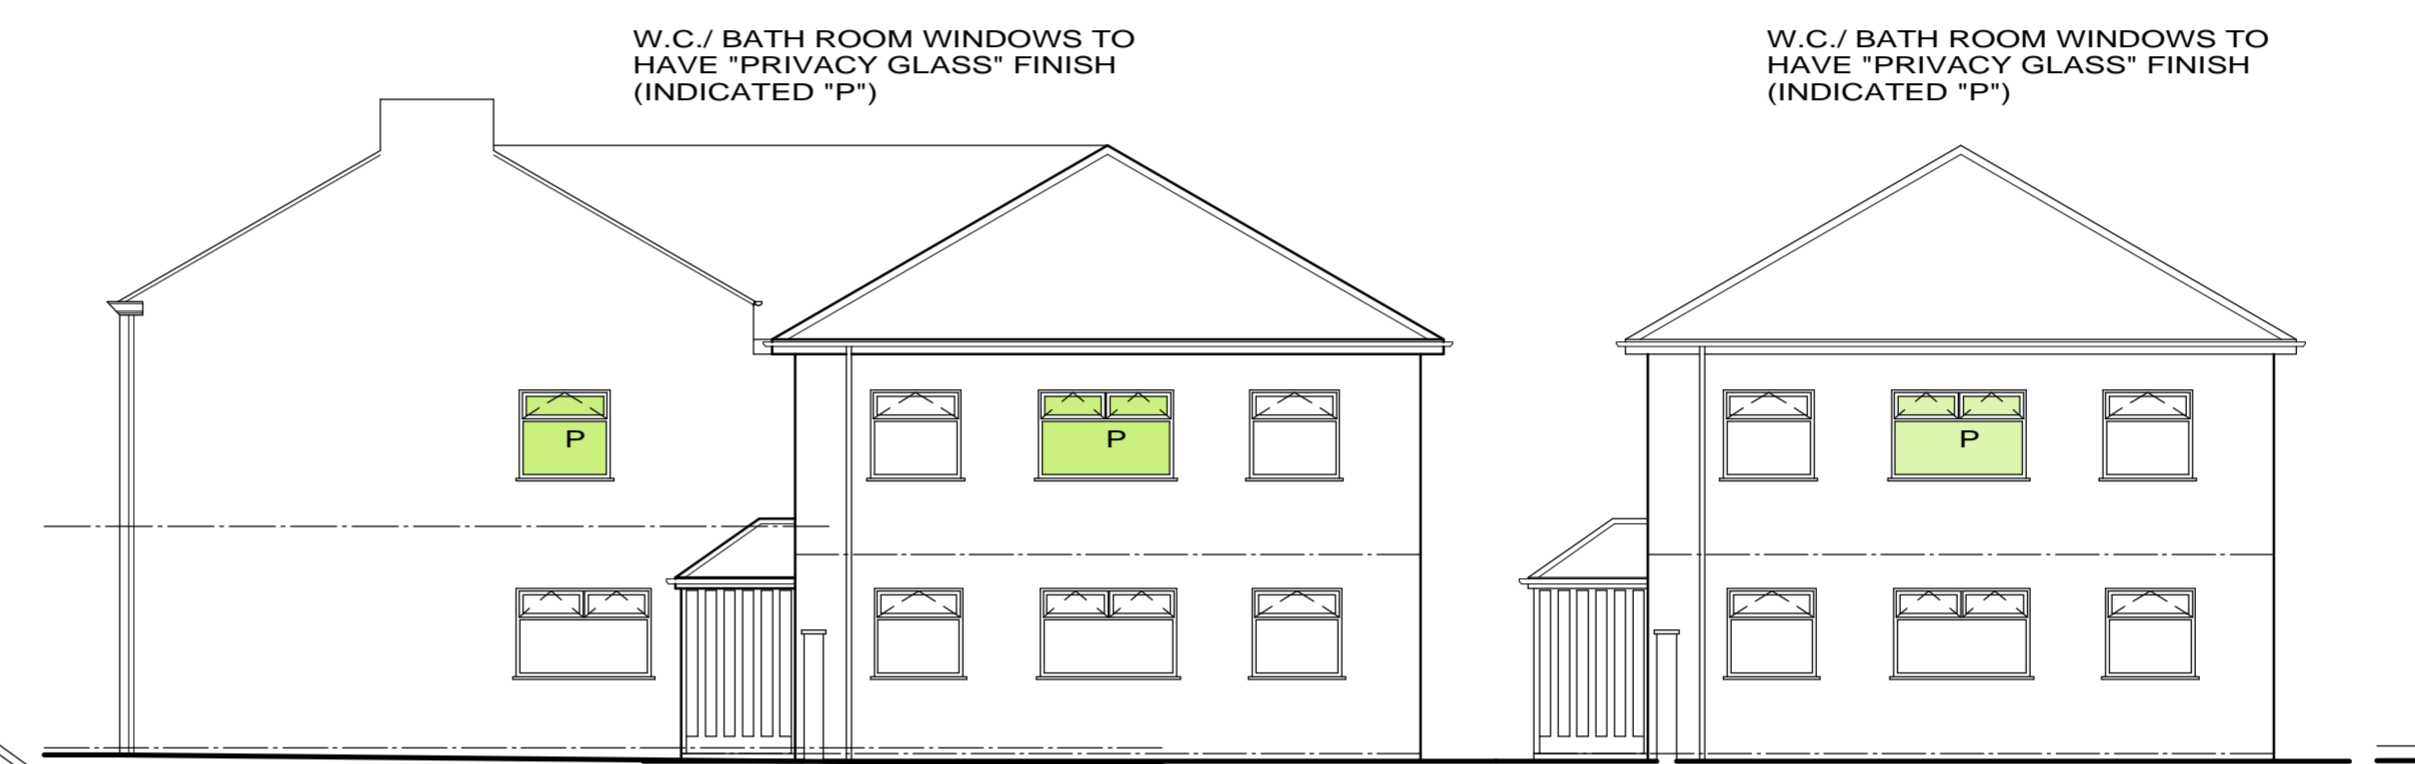 W.C./ BATH ROOM WINDOWS TO
HAVE "PRIVACY GLASS" FINISH
(INDICATED "P")
W.C./ BATH ROOM WINDOWS TO
HAVE "PRIVACY GLASS" FINISH
(INDICATED "P")
P
P
P